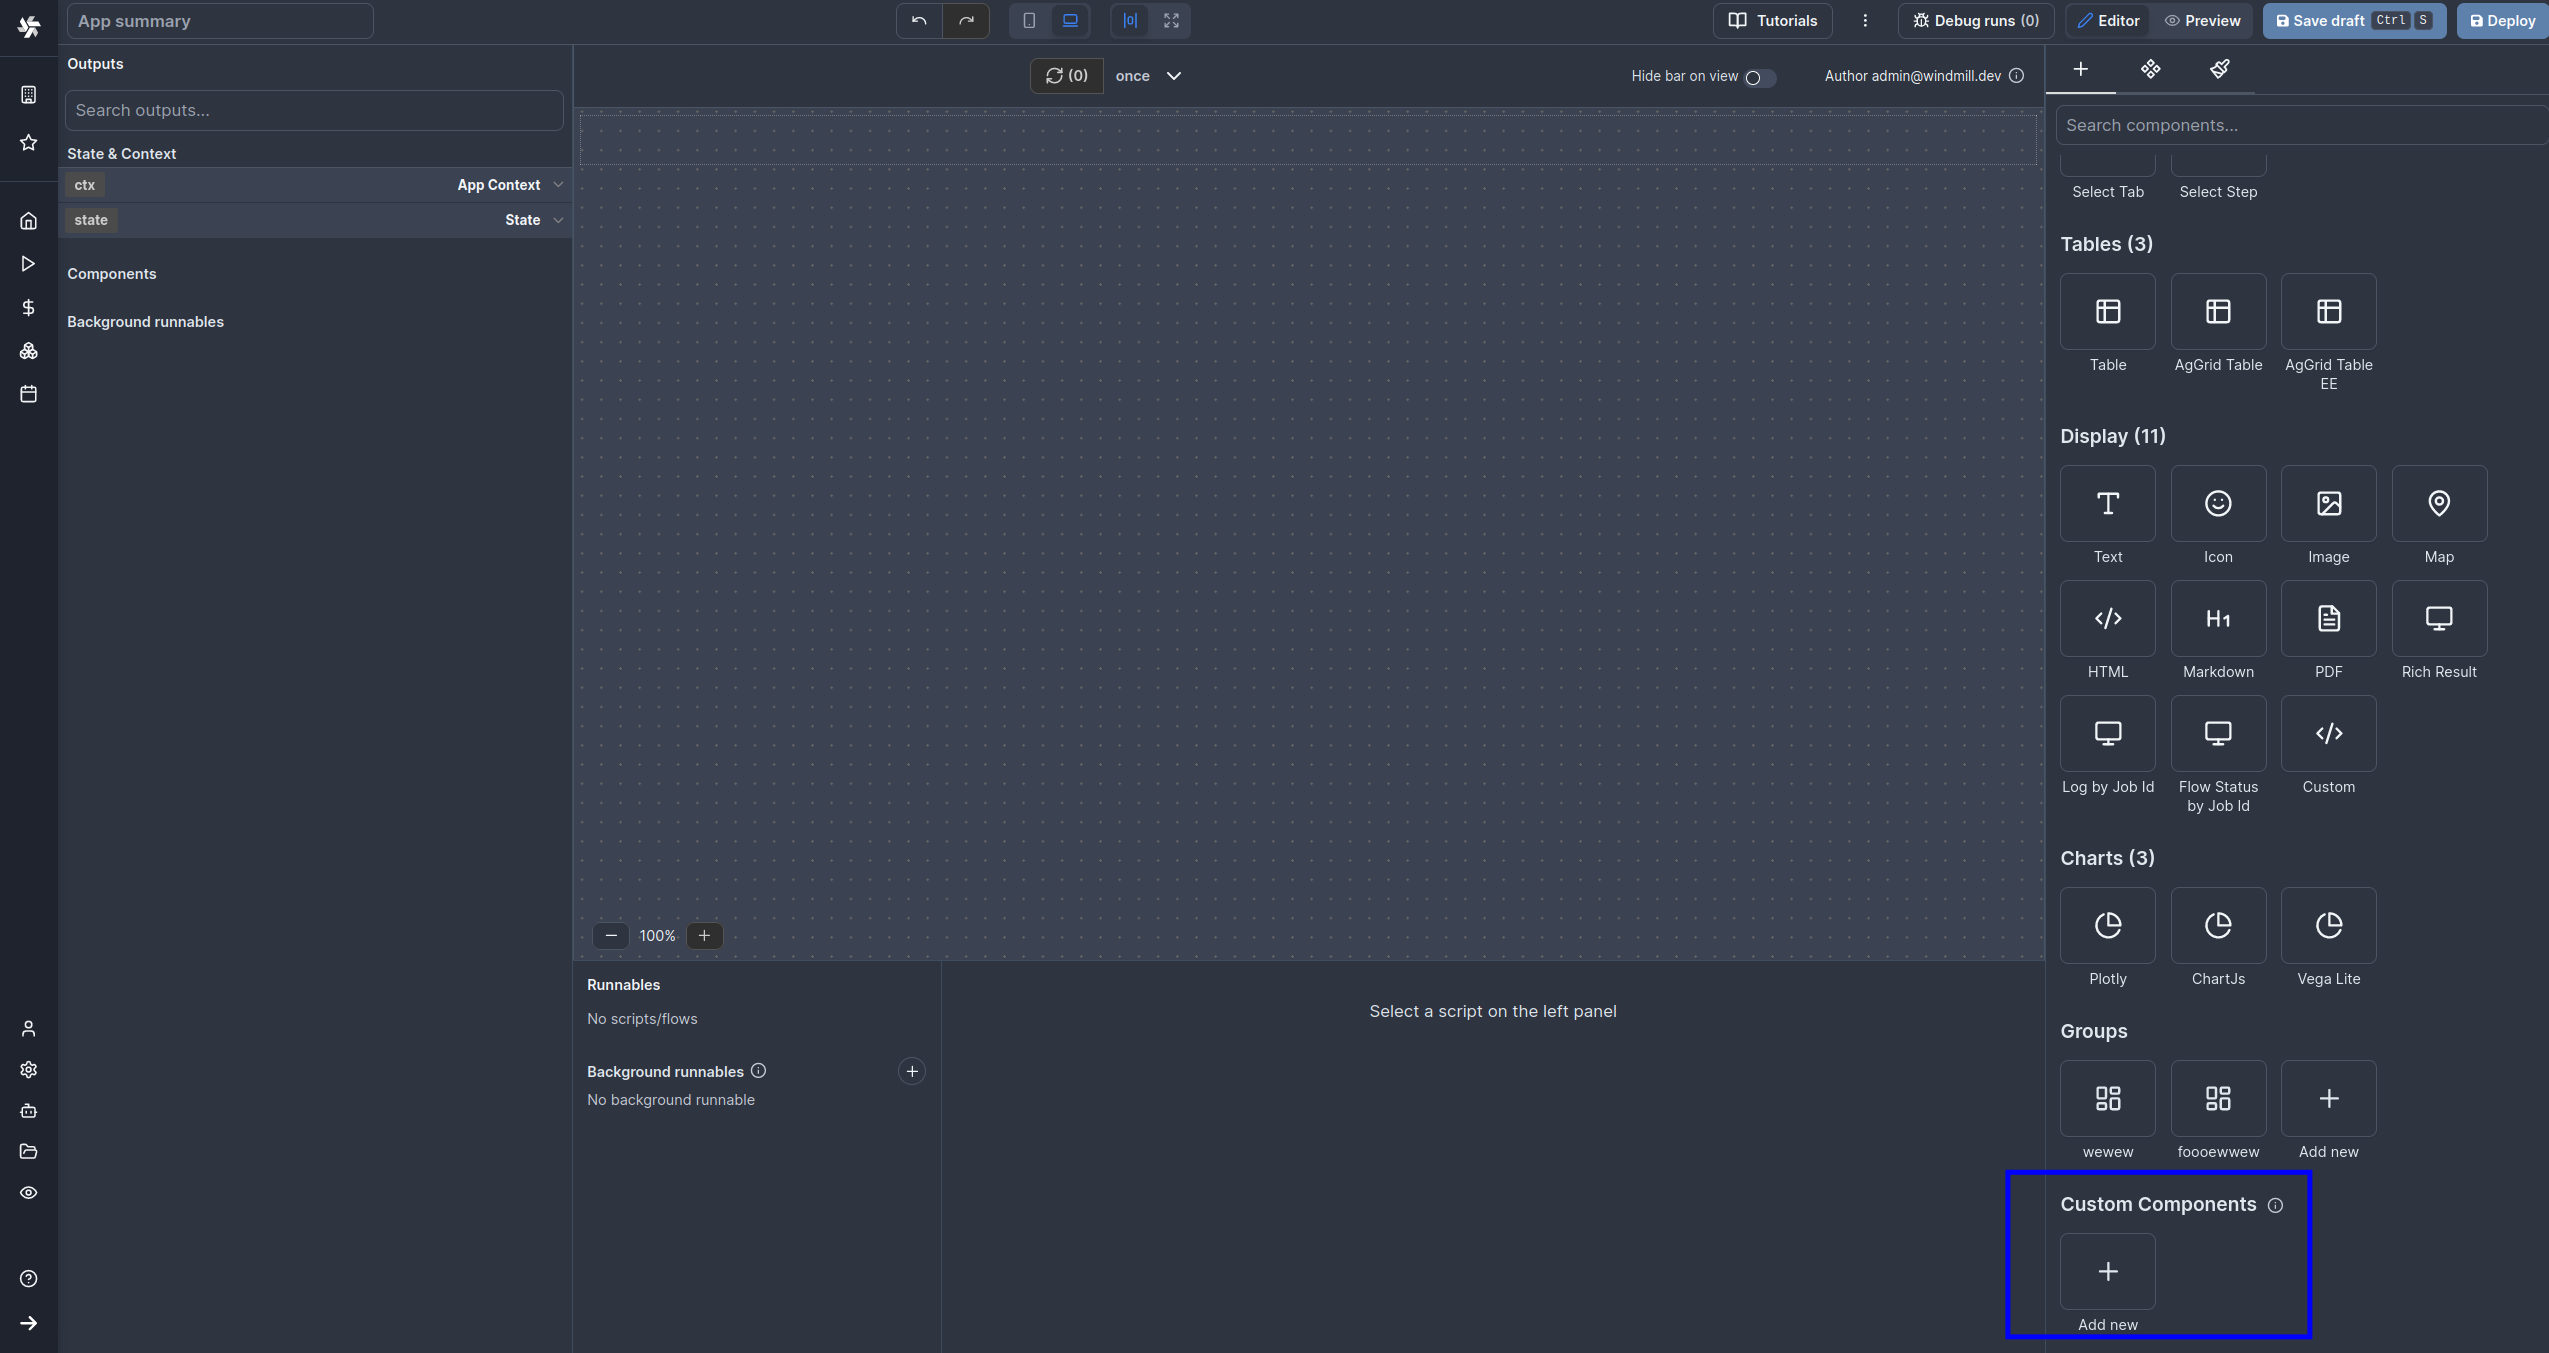 App summary
Tutorials
Debug runs (0)
Editor
Preview
Save draft Ctrl S
Deploy
Outputs
Search outputs...
State & Context
ctx App Context
state State
Components
Background runnables
(0) once
Hide bar on view
Author admin@windmill.dev
100%
Runnables
No scripts/flows
Background runnables
No background runnable
Select a script on the left panel
Search components...
Select Tab Select Step
Tables (3)
Table AgGrid Table AgGrid Table
EE
Display (11)
Text Icon Image Map
H1
HTML Markdown PDF Rich Result
Log by Job Id Flow Status Custom
by Job Id
Charts (3)
Plotly ChartJs Vega Lite
Groups
wewew foooewwew Add new
Custom Components
Add new